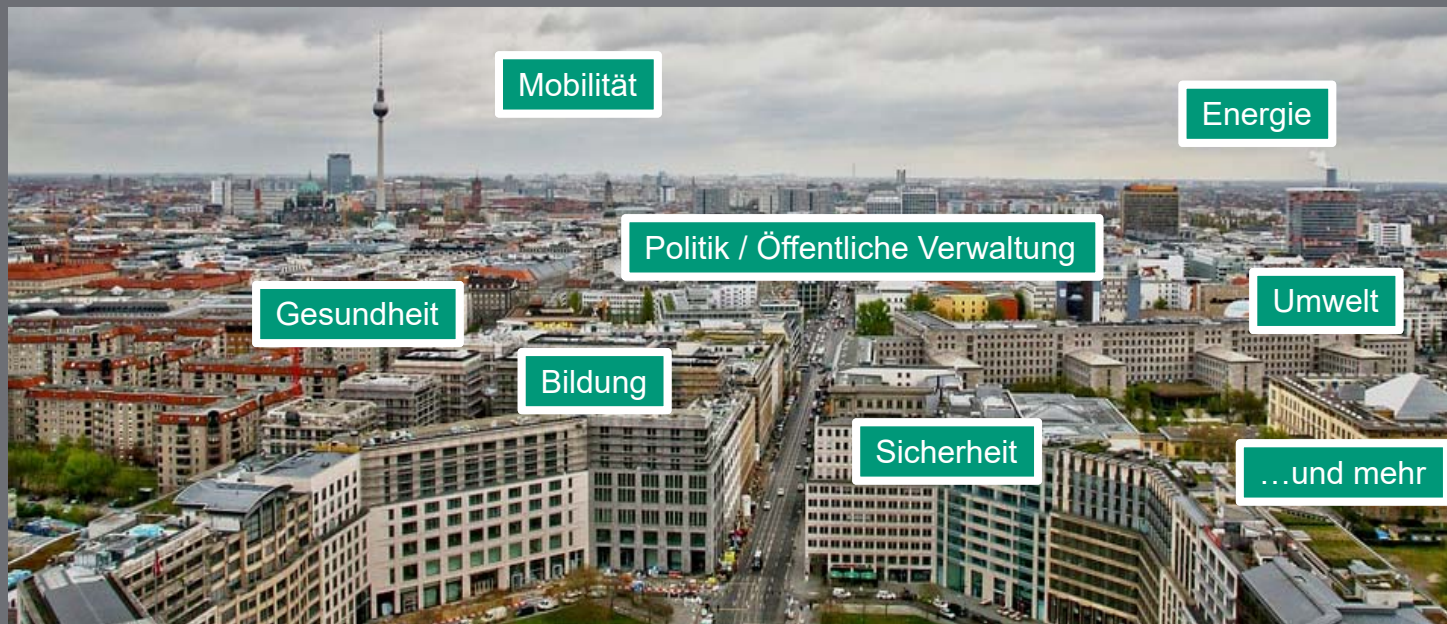 Mobilität
Energie
Politik / Öffentliche Verwaltung
Gesundheit
Umwelt
Bildung
Sicherheit
…und mehr